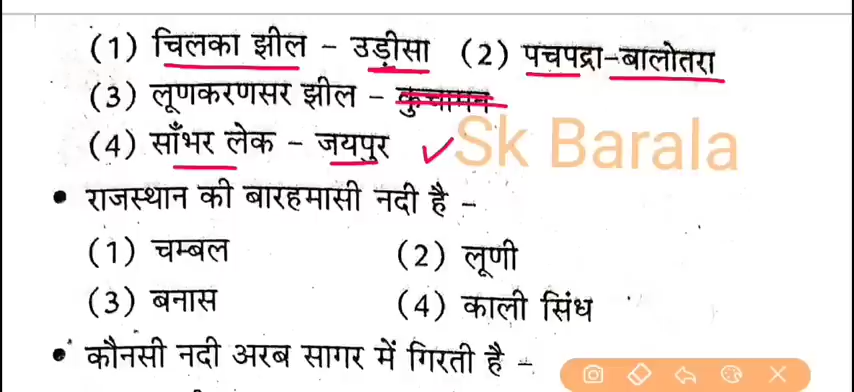 (1) चिलका झील - उड़ीसा (2) पचपद्रा-बालोतरा
(3) लूणकरणसर झील - कुचामन
(4) साँभर लेक - जयपुर Sk Barala
• राजस्थान की बारहमासी नदी है -
(1) चम्बल (2) लूणी
(3) बनास (4) काली सिंध
• कौनसी नदी अरब सागर में गिरती है -